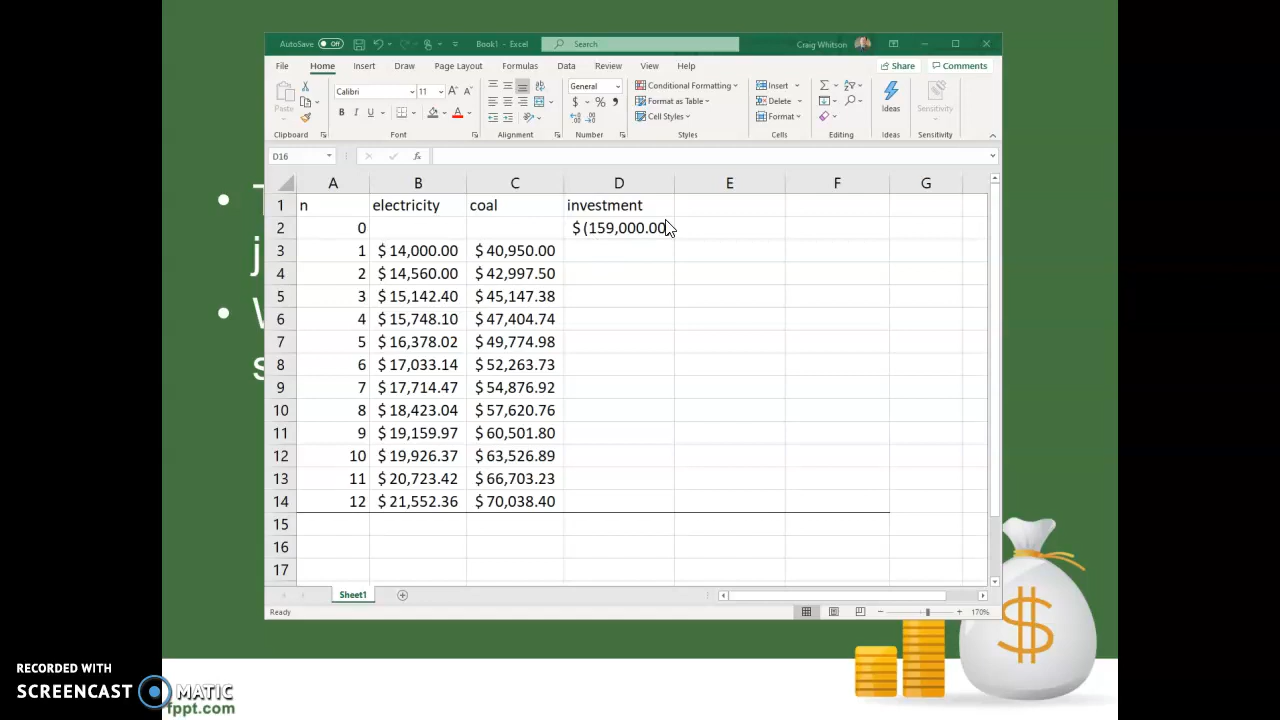 AutoSave Off Book1 - Excel Search Craig Whitson
File Home Insert Draw Page Layout Formulas Data Review View Help Share Comments
Paste Calibri 11 A A General Conditional Formatting Insert
B I U A $ % Format as Table Delete Ideas Sensitivity
Cell Styles Format
Clipboard Font Alignment Number Styles Cells Editing Ideas Sensitivity
D16 fx
A B C D E F G
1 n electricity coal investment
2 0 $ (159,000.00
3 1 $ 14,000.00 $ 40,950.00
4 2 $ 14,560.00 $ 42,997.50
5 3 $ 15,142.40 $ 45,147.38
6 4 $ 15,748.10 $ 47,404.74
7 5 $ 16,378.02 $ 49,774.98
8 6 $ 17,033.14 $ 52,263.73
9 7 $ 17,714.47 $ 54,876.92
10 8 $ 18,423.04 $ 57,620.76
11 9 $ 19,159.97 $ 60,501.80
12 10 $ 19,926.37 $ 63,526.89
13 11 $ 20,723.42 $ 66,703.23
14 12 $ 21,552.36 $ 70,038.40
15
16
17
Sheet1
Ready 170%
$
RECORDED WITH
SCREENCAST MATIC
fppt.com